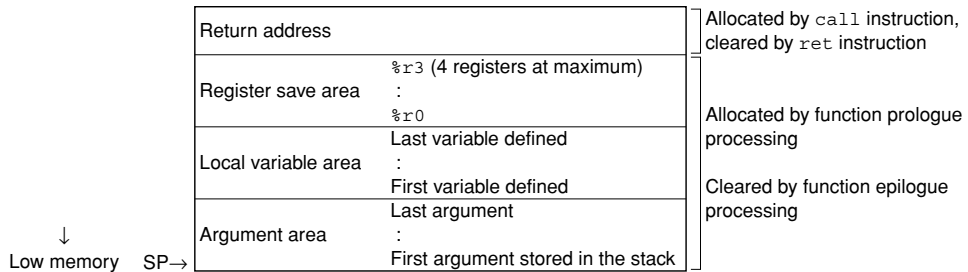 Return address
Allocated by call instruction,
cleared by ret instruction
%r3 (4 registers at maximum)
Register save area :
%r0
Allocated by function prologue
processing
Last variable defined
Local variable area :
First variable defined
Cleared by function epilogue
processing
Last argument
Argument area :
First argument stored in the stack
↓
Low memory SP→